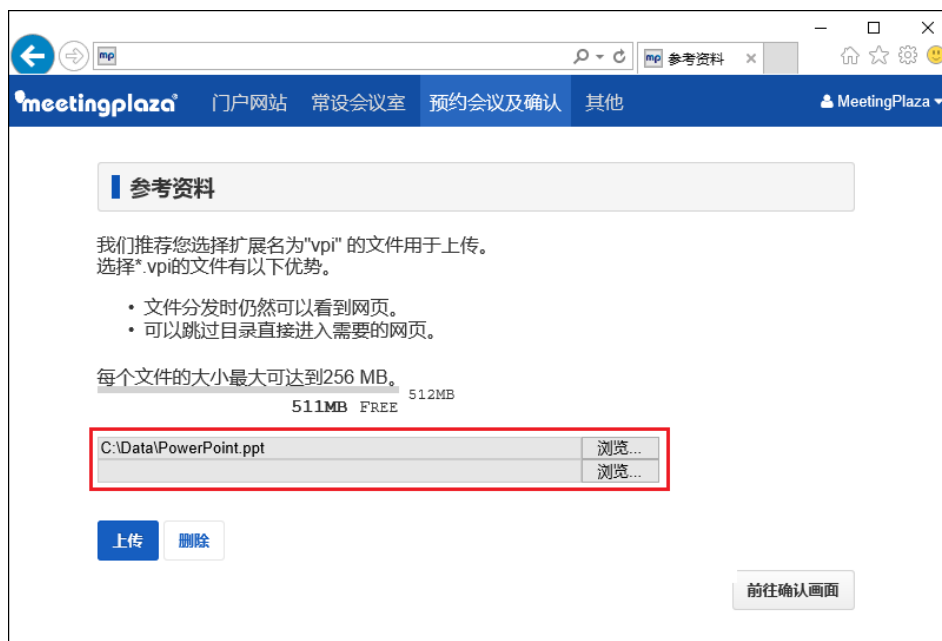 mp
mp 参考资料
meetingplaza 门户网站 常设会议室 预约会议及确认 其他 MeetingPlaza
参考资料
我们推荐您选择扩展名为"vpi" 的文件用于上传。
选择*.vpi的文件有以下优势。
• 文件分发时仍然可以看到网页。
• 可以跳过目录直接进入需要的网页。
每个文件的大小最大可达到256 MB。
512MB
511MB FREE
C:\Data\PowerPoint.ppt 浏览...
浏览...
上传 删除
前往确认画面